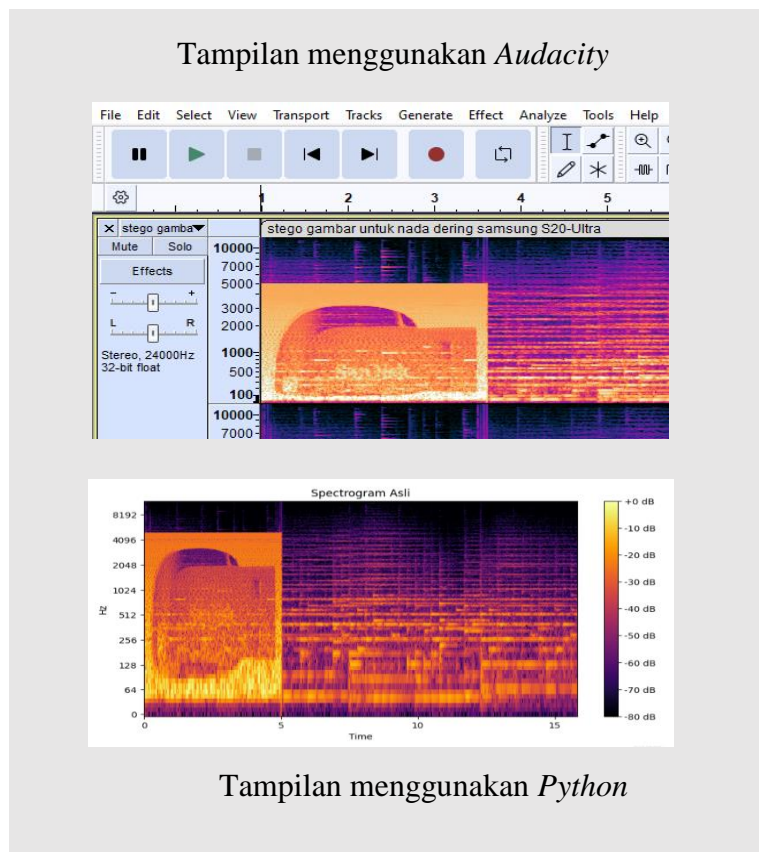 Tampilan menggunakan Audacity
File Edit Select View Transport Tracks Generate Effect Analyze Tools Help
1 2 3 4 5
× stego gamba
stego gambar untuk nada dering samsung S20-Ultra
Mute Solo
Effects
- +
L R
Stereo, 24000Hz
32-bit float
10000
7000
5000
3000
2000
1000
500
100
SanDisk
10000
7000
Spectrogram Asli
8192
4096
2048
1024
512
256
128
64
0
Hz
0 5 10 15
Time
+0 dB
-10 dB
-20 dB
-30 dB
-40 dB
-50 dB
-60 dB
-70 dB
-80 dB
Tampilan menggunakan Python